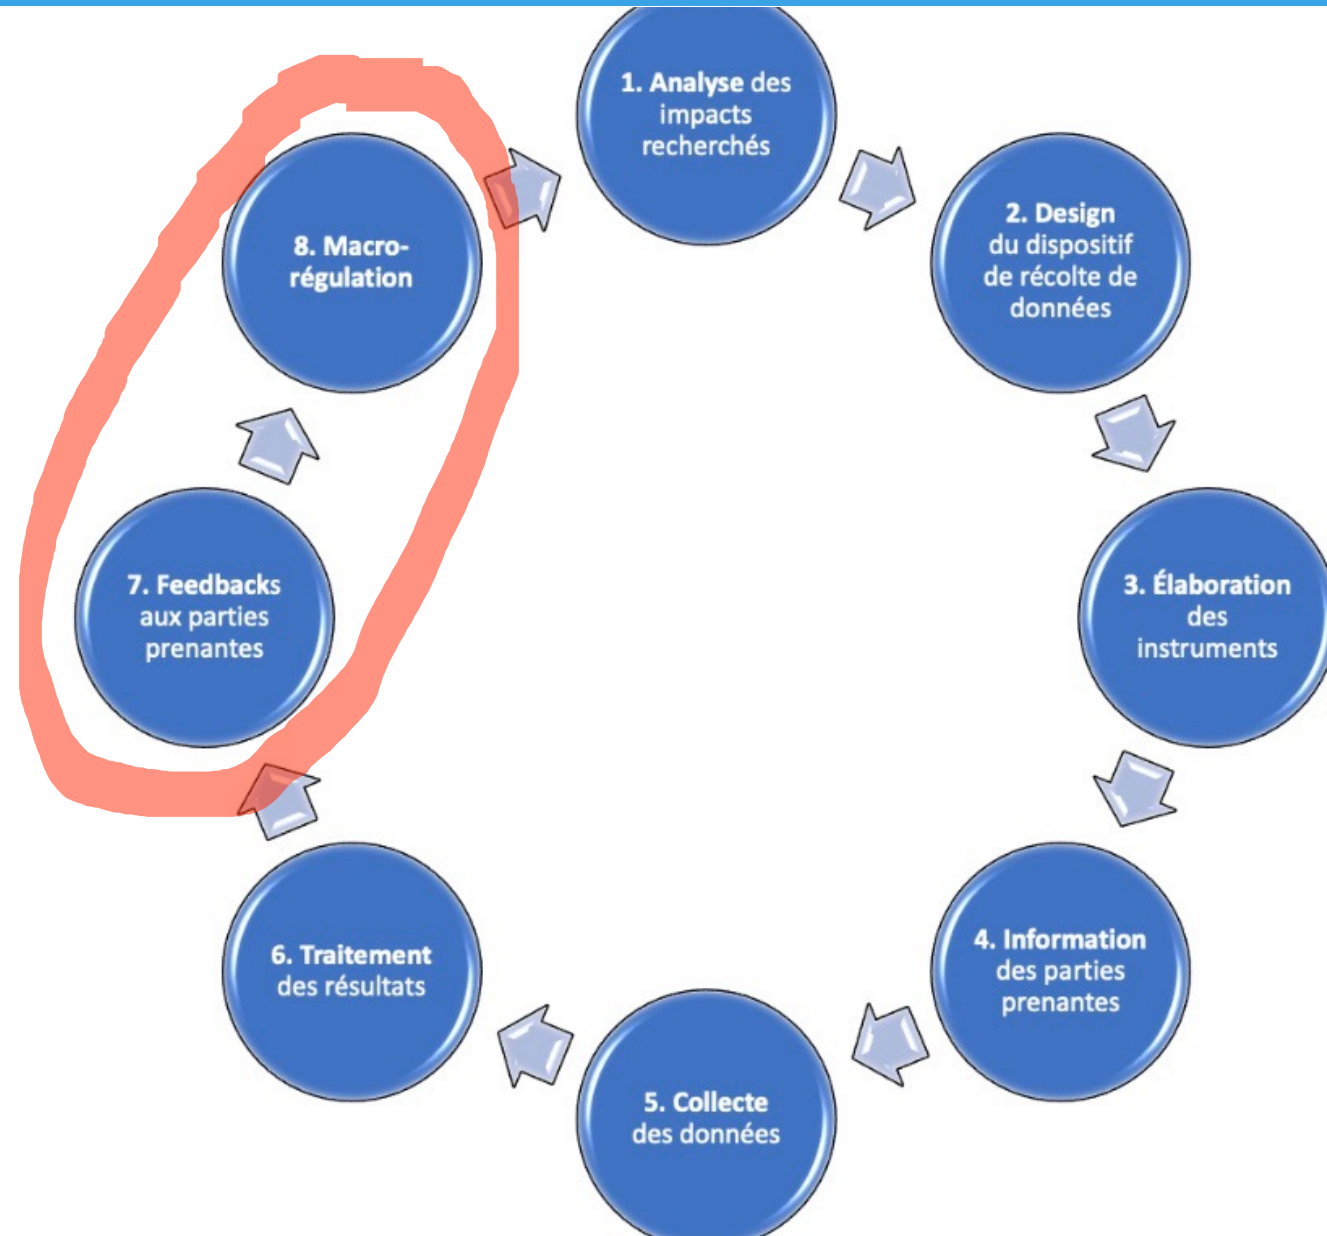 1. Analyse des
impacts
recherchés
2. Design
du dispositif
de récolte de
données
3. Élaboration
des
instruments
4. Information
des parties
prenantes
5. Collecte
des données
6. Traitement
des résultats
7. Feedbacks
aux parties
prenantes
8. Macro-
régulation